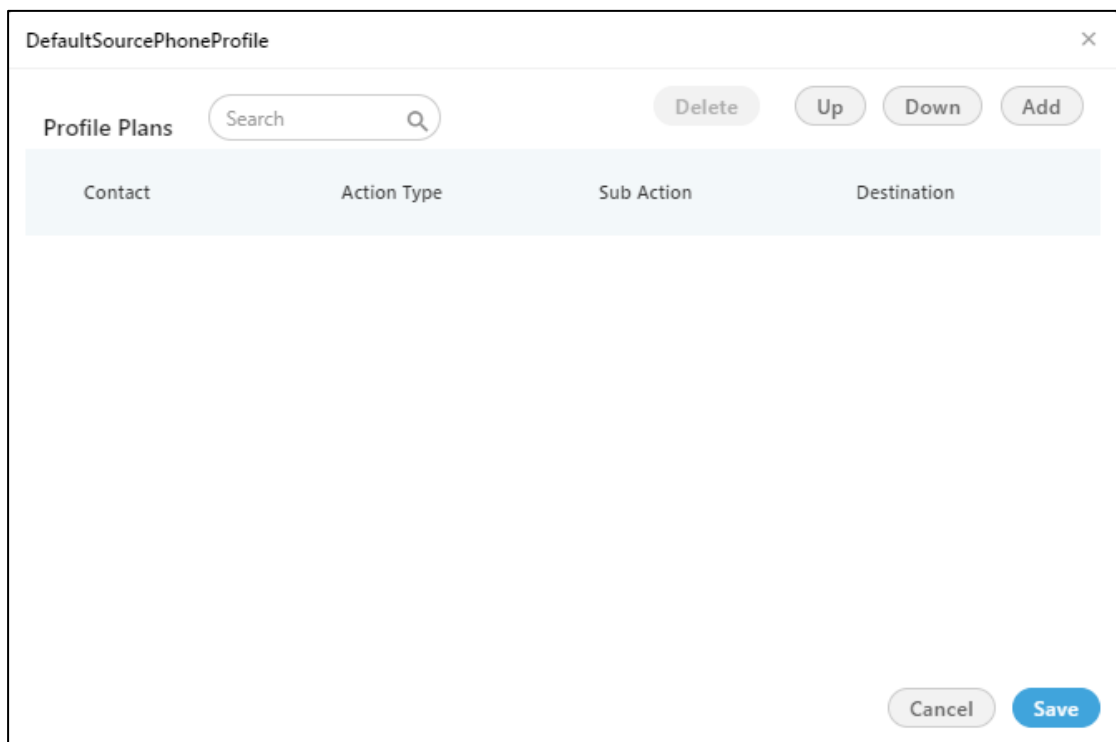 DefaultSourcePhoneProfile
Profile Plans Search Delete Up Down Add
Contact Action Type Sub Action Destination
Cancel Save